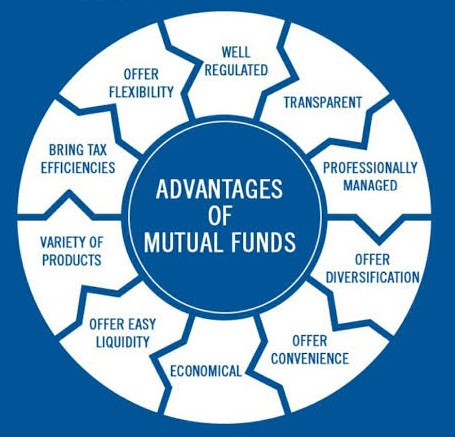 ADVANTAGES
OF
MUTUAL FUNDS
WELL
REGULATED
TRANSPARENT
PROFESSIONALLY
MANAGED
OFFER
DIVERSIFICATION
OFFER
CONVENIENCE
ECONOMICAL
OFFER EASY
LIQUIDITY
VARIETY OF
PRODUCTS
BRING TAX
EFFICIENCIES
OFFER
FLEXIBILITY